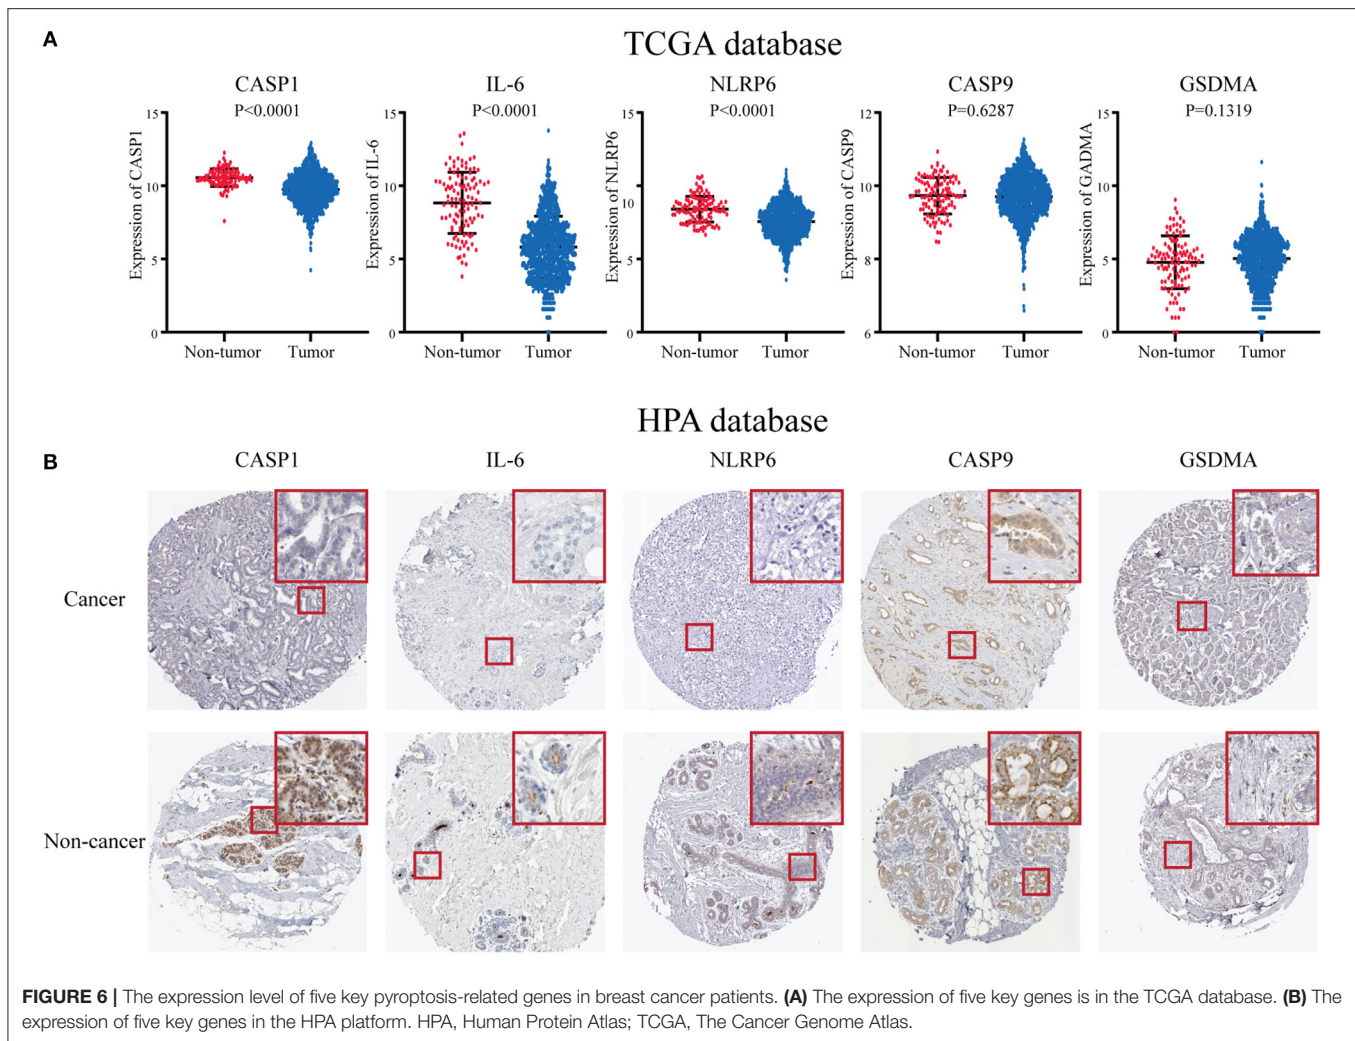 A
TCGA database
CASP1
P<0.0001
IL-6
P<0.0001
NLRP6
P<0.0001
CASP9
P=0.6287
GSDMA
P=0.1319
Expression of CASP1
15
10
5
0
Non-tumor Tumor
Expression of IL-6
15
10
5
0
Non-tumor Tumor
Expression of NLRP6
15
10
5
0
Non-tumor Tumor
Expression of CASP9
12
10
8
6
Non-tumor Tumor
Expression of GADMA
15
10
5
0
Non-tumor Tumor
HPA database
B
CASP1 IL-6 NLRP6 CASP9 GSDMA
Cancer
Non-cancer
FIGURE 6 | The expression level of five key pyroptosis-related genes in breast cancer patients. (A) The expression of five key genes is in the TCGA database. (B) The
expression of five key genes in the HPA platform. HPA, Human Protein Atlas; TCGA, The Cancer Genome Atlas.